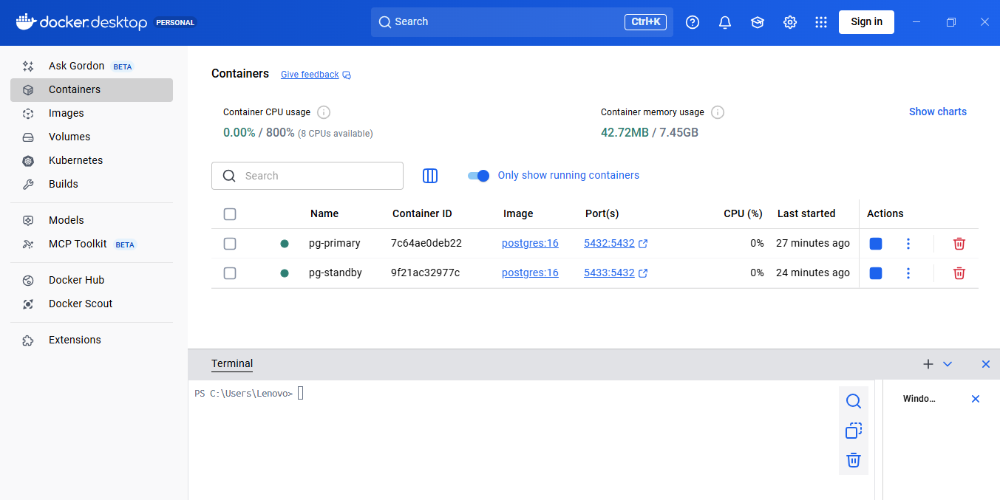 docker.desktop PERSONAL
Search Ctrl+K
Sign in
Ask Gordon BETA
Containers
Images
Volumes
Kubernetes
Builds
Models
MCP Toolkit BETA
Docker Hub
Docker Scout
Extensions
Containers Give feedback
Container CPU usage
0.00% / 800% (8 CPUs available)
Container memory usage
42.72MB / 7.45GB
Show charts
Search
Only show running containers
Name Container ID Image Port(s) CPU (%) Last started Actions
pg-primary 7c64ae0deb22 postgres:16 5432:5432 0% 27 minutes ago
pg-standby 9f21ac32977c postgres:16 5433:5432 0% 24 minutes ago
Terminal
PS C:\Users\Lenovo>
Windo...